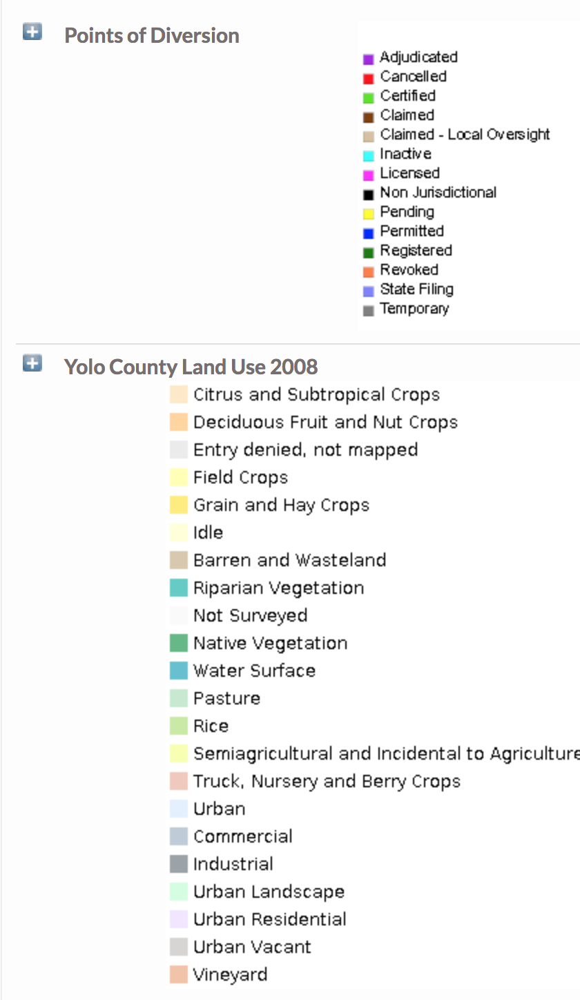 Points of Diversion
Adjudicated
Cancelled
Certified
Claimed
Claimed - Local Oversight
Inactive
Licensed
Non Jurisdictional
Pending
Permitted
Registered
Revoked
State Filing
Temporary
Yolo County Land Use 2008
Citrus and Subtropical Crops
Deciduous Fruit and Nut Crops
Entry denied, not mapped
Field Crops
Grain and Hay Crops
Idle
Barren and Wasteland
Riparian Vegetation
Not Surveyed
Native Vegetation
Water Surface
Pasture
Rice
Semiagricultural and Incidental to Agriculture
Truck, Nursery and Berry Crops
Urban
Commercial
Industrial
Urban Landscape
Urban Residential
Urban Vacant
Vineyard